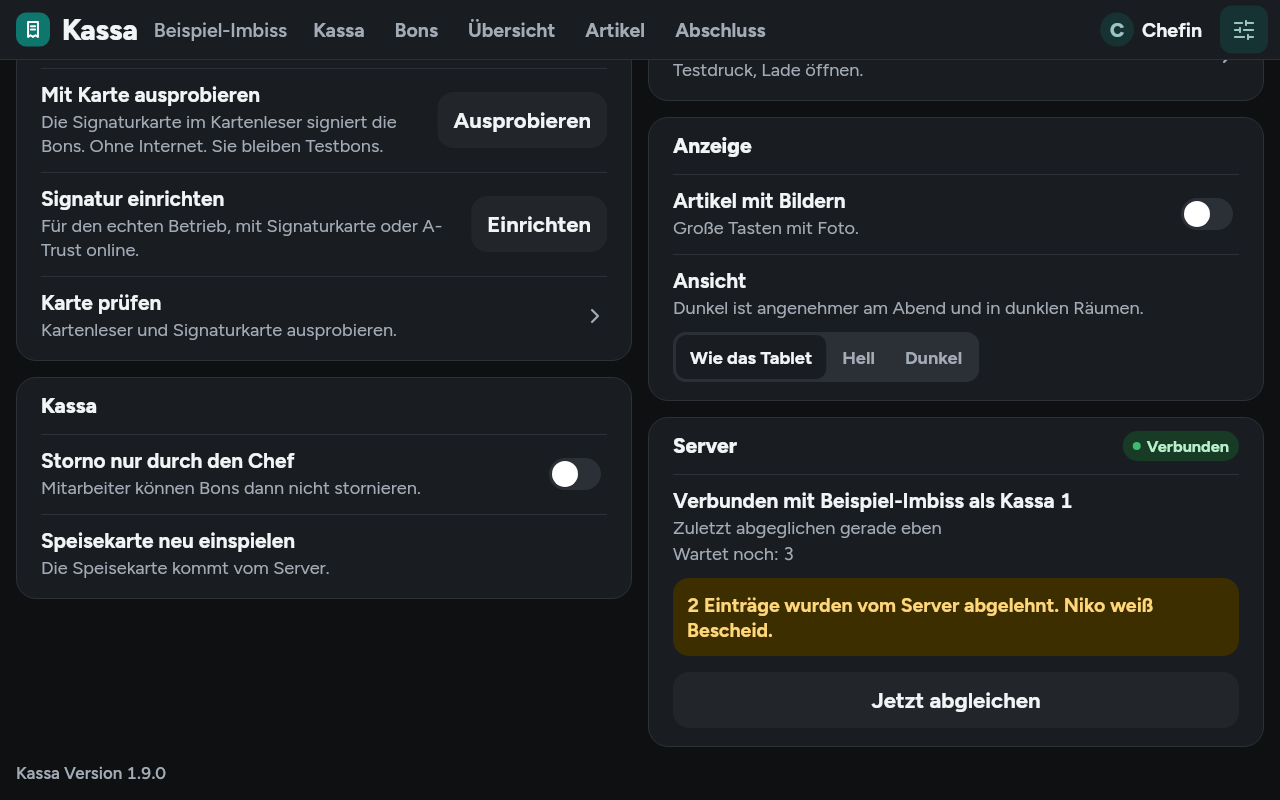 Kassa
Beispiel-Imbiss
Kassa
Bons
Übersicht
Artikel
Abschluss
C
Chefin
Mit Karte ausprobieren
Die Signaturkarte im Kartenleser signiert die
Bons. Ohne Internet. Sie bleiben Testbons.
Ausprobieren
Signatur einrichten
Für den echten Betrieb, mit Signaturkarte oder A-
Trust online.
Einrichten
Karte prüfen
Kartenleser und Signaturkarte ausprobieren.
Kassa
Storno nur durch den Chef
Mitarbeiter können Bons dann nicht stornieren.
Speisekarte neu einspielen
Die Speisekarte kommt vom Server.
Testdruck, Lade öffnen.
Anzeige
Artikel mit Bildern
Große Tasten mit Foto.
Ansicht
Dunkel ist angenehmer am Abend und in dunklen Räumen.
Wie das Tablet
Hell
Dunkel
Server
Verbunden
Verbunden mit Beispiel-Imbiss als Kassa 1
Zuletzt abgeglichen gerade eben
Wartet noch: 3
2 Einträge wurden vom Server abgelehnt. Niko weiß
Bescheid.
Jetzt abgleichen
Kassa Version 1.9.0